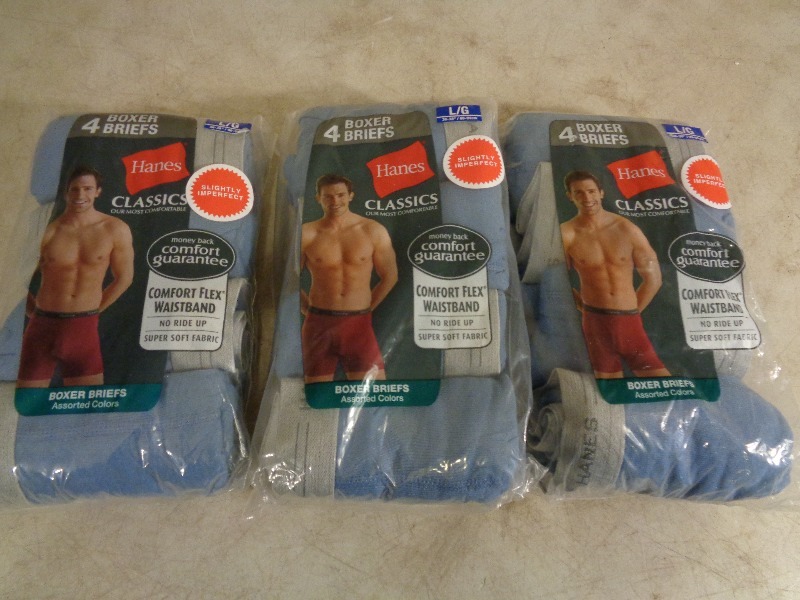 4 BOXER
BRIEFS
L/G
Hanes
SLIGHTLY
IMPERFECT
CLASSICS
OUR MOST COMFORTABLE
money back
comfort
guarantee
COMFORT FLEX
WAISTBAND
NO RIDE UP
SUPER SOFT FABRIC
BOXER BRIEFS
Assorted Colors
4 BOXER
BRIEFS
L/G
Hanes
SLIGHTLY
IMPERFECT
CLASSICS
OUR MOST COMFORTABLE
money back
comfort
guarantee
COMFORT FLEX
WAISTBAND
NO RIDE UP
SUPER SOFT FABRIC
BOXER BRIEFS
Assorted Colors
4 BOXER
BRIEFS
L/G
Hanes
SLIGHTLY
IMPERFECT
CLASSICS
OUR MOST COMFORTABLE
money back
comfort
guarantee
COMFORT FLEX
WAISTBAND
NO RIDE UP
SUPER SOFT FABRIC
BOXER BRIEFS
Assorted Colors
HANES